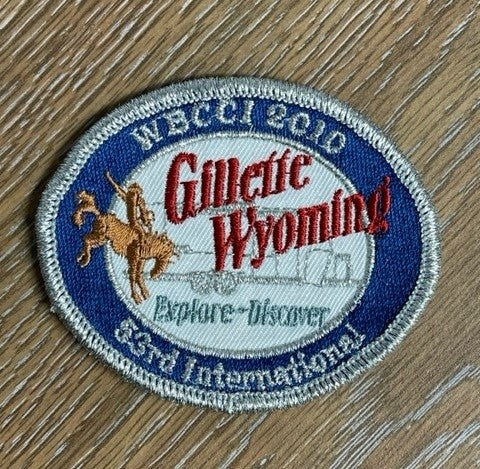 WBCCI 2010
Gillette
Wyoming
Explore-Discover
53rd International